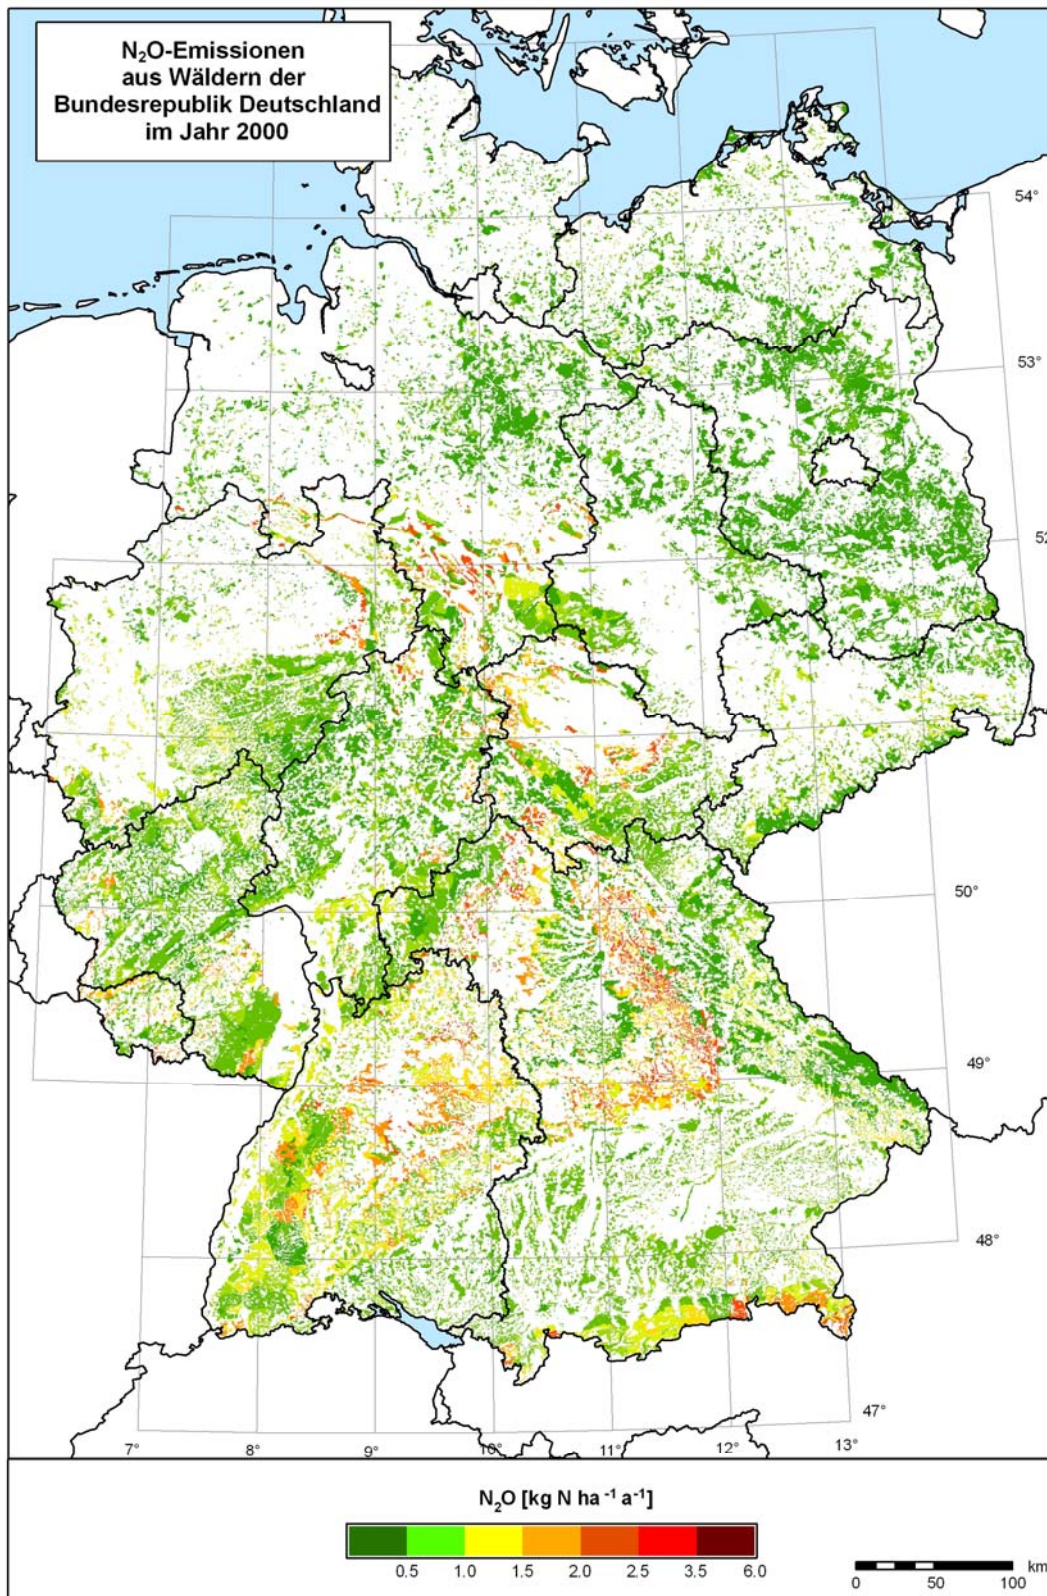 N₂O-Emissionen
aus Wäldern der
Bundesrepublik Deutschland
im Jahr 2000
54°
53°
52
50°
49°
48°
47°
7°
8°
9°
10°
11°
12°
13°
N₂O [kg N ha⁻¹ a⁻¹]
0.5 1.0 1.5 2.0 2.5 3.5 6.0
km
0 50 100